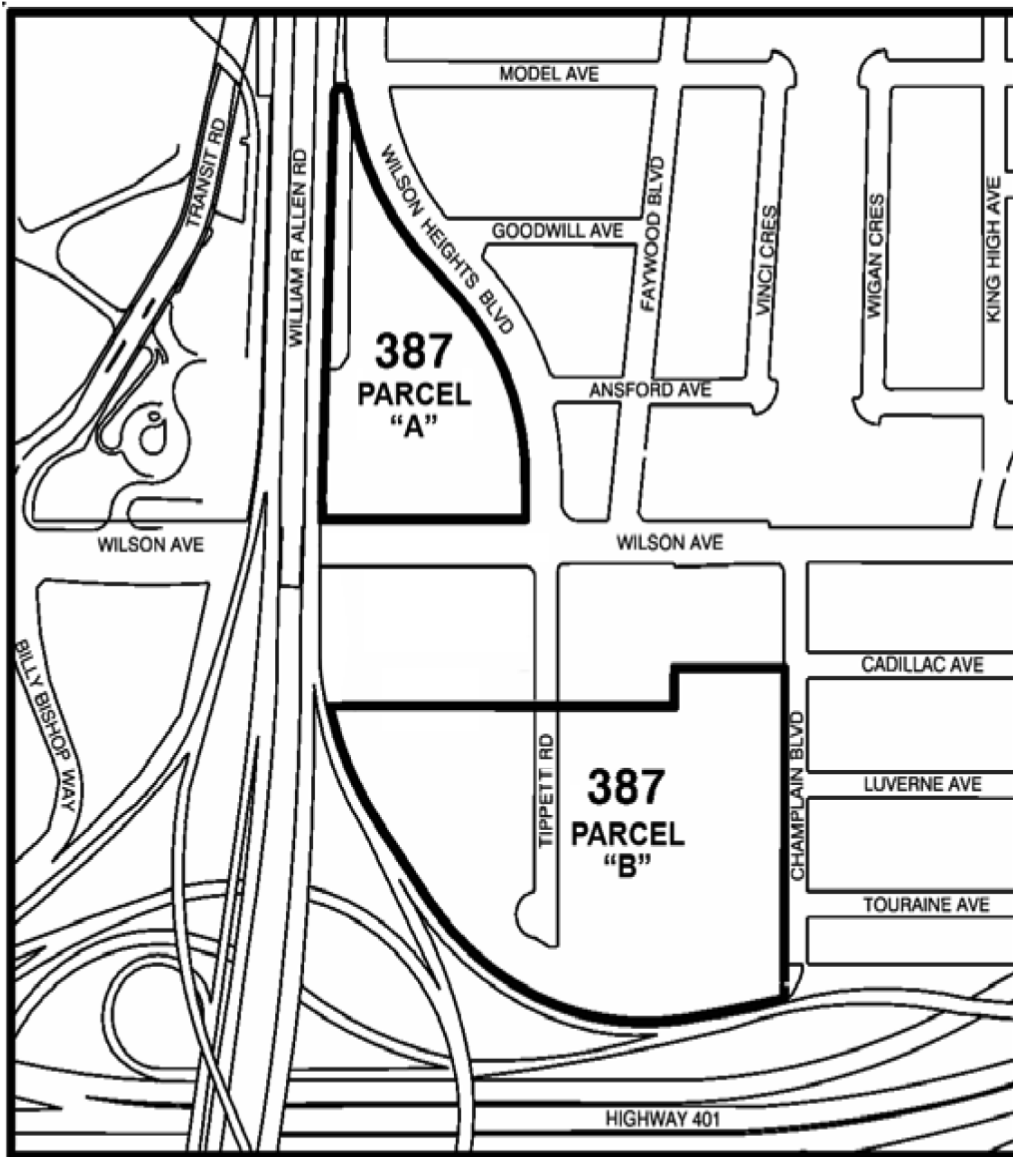 MODEL AVE
TRANSIT RD
WILLIAM R ALLEN RD
WILSON HEIGHTS BLVD
GOODWILL AVE
FAYWOOD BLVD
VINCI CRES
WIGAN CRES
KING HIGH AVE
387
PARCEL
“A”
ANSFORD AVE
WILSON AVE
WILSON AVE
BILLY BISHOP WAY
CADILLAC AVE
TIPPETT RD
387
PARCEL
“B”
CHAMPLAIN BLVD
LUVERNE AVE
TOURAINE AVE
HIGHWAY 401